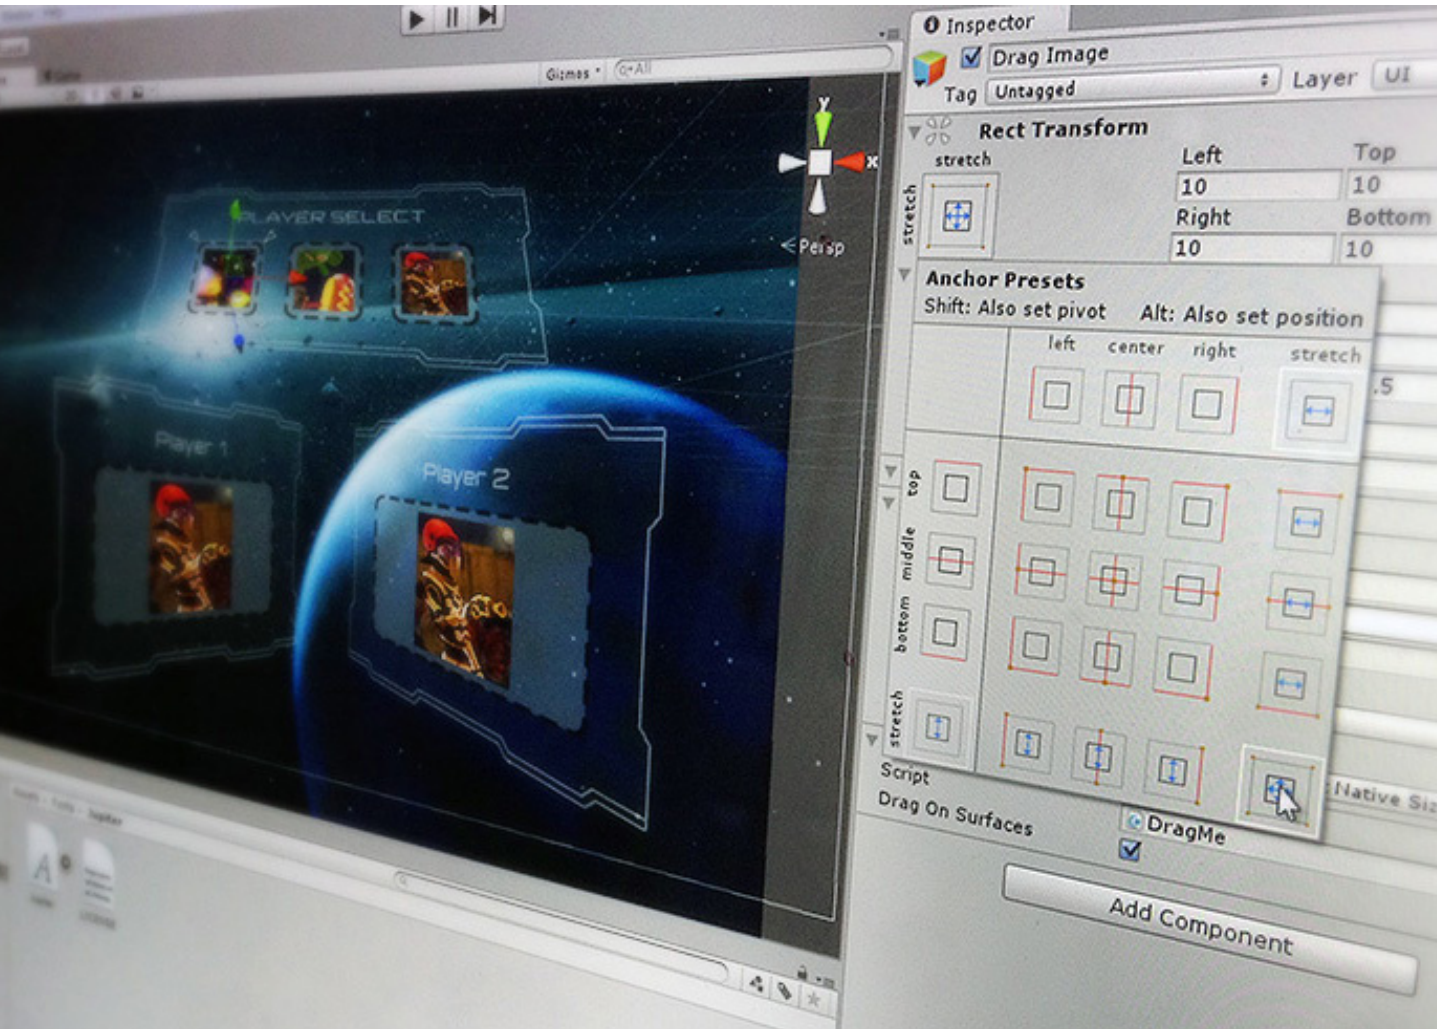 Inspector
Gizmos
All
Drag Image
Tag Untagged Layer UI
Rect Transform
stretch
stretch
Left Top
10 10
Right Bottom
10 10
Persp
y
x
PLAYER SELECT
Player 1
Player 2
Anchor Presets
Shift: Also set pivot Alt: Also set position
left center right stretch
top
middle
bottom
stretch
.5
Native Siz
Script
DragMe
Drag On Surfaces
Add Component